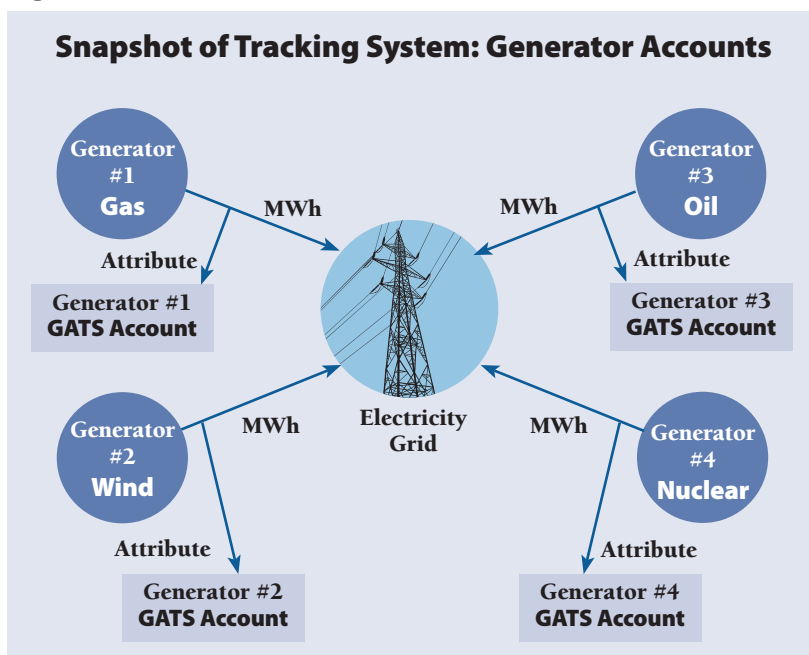 Snapshot of Tracking System: Generator Accounts
Generator
#1
Gas
MWh
Attribute
Generator #1
GATS Account
Generator
#3
Oil
MWh
Attribute
Generator #3
GATS Account
Electricity
Grid
Generator
#2
Wind
MWh
Attribute
Generator #2
GATS Account
Generator
#4
Nuclear
MWh
Attribute
Generator #4
GATS Account